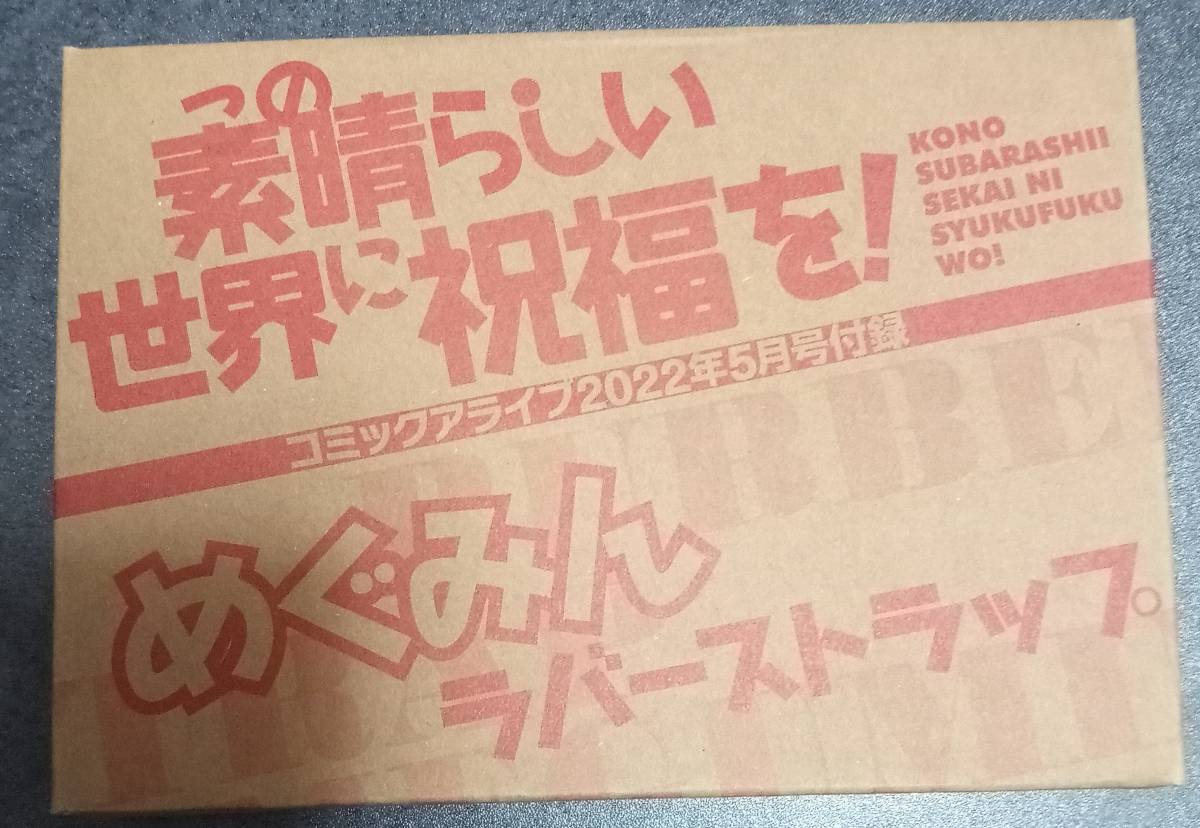 この
素晴らしい
世界に祝福を!
KONO
SUBARASHII
SEKAI NI
SYUKUFUKU
WO!
コミックアライブ2022年5月号付録
めぐみん
ラバーストラップ